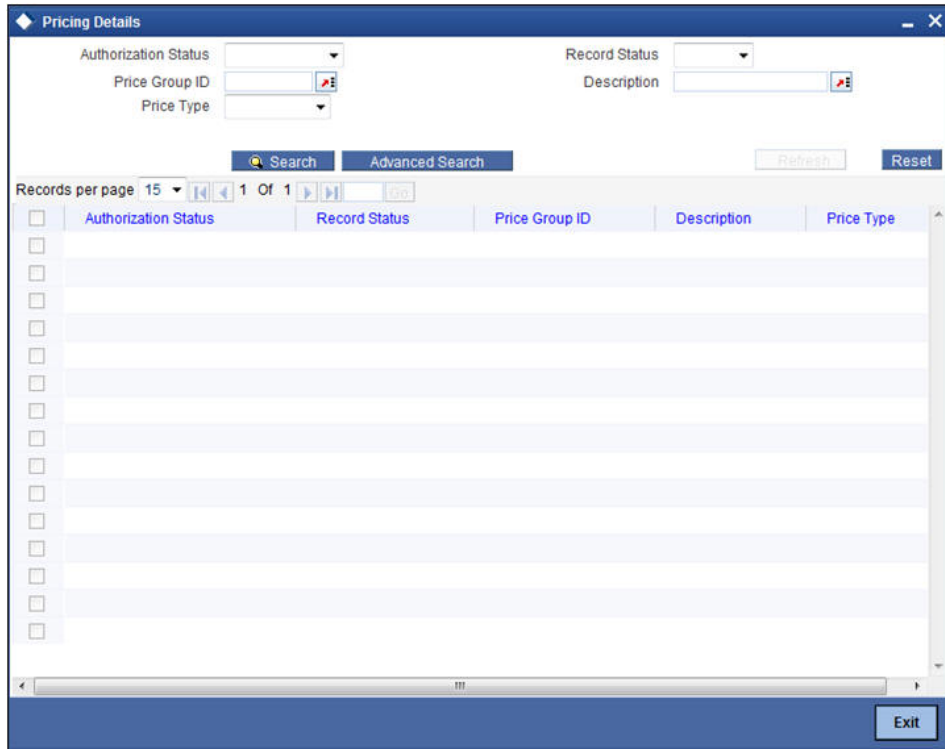 Pricing Details
Authorization Status Record Status
Price Group ID Description
Price Type
Search Advanced Search Refresh Reset
Records per page 15 1 Of 1 Go
Authorization Status Record Status Price Group ID Description Price Type
Exit